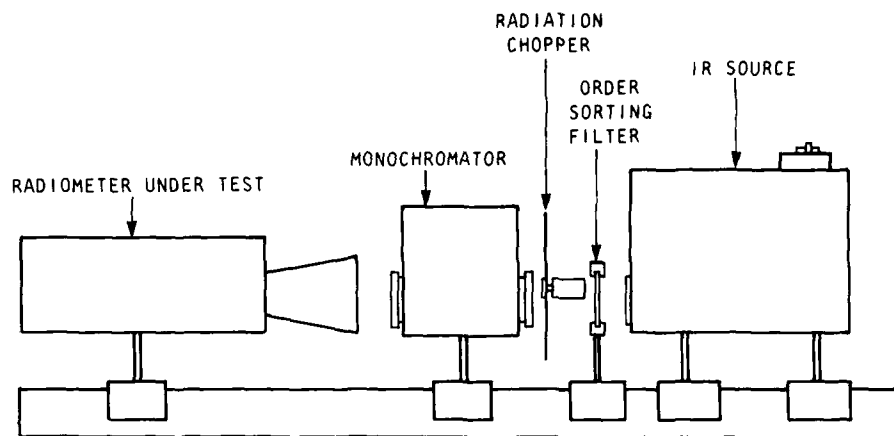 RADIATION
CHOPPER
IR SOURCE
ORDER
SORTING
FILTER
MONOCHROMATOR
RADIOMETER UNDER TEST